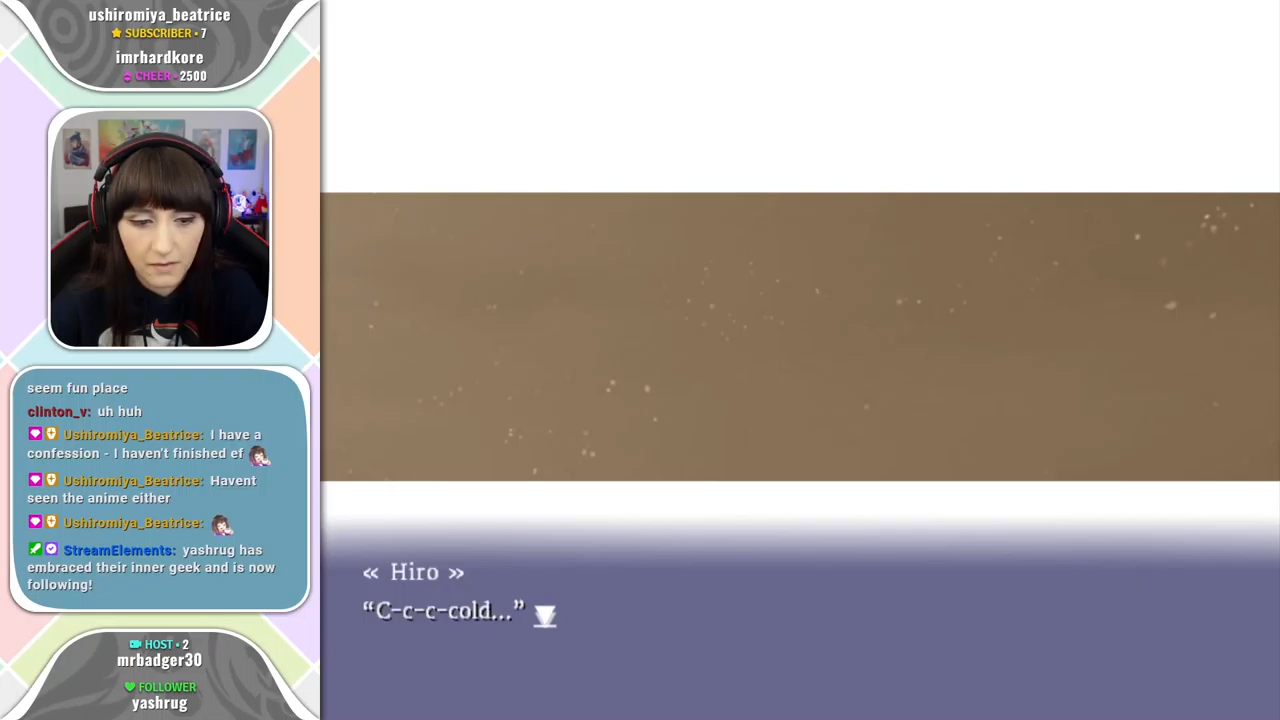 ushiromiya_beatrice
SUBSCRIBER • 7
imrhardkore
CHEER • 2500
seem fun place
clinton_v: uh huh
Ushiromiya_Beatrice: I have a
confession - I haven't finished ef
Ushiromiya_Beatrice: Havent
seen the anime either
Ushiromiya_Beatrice:
StreamElements: yashrug has
embraced their inner geek and is now
following!
HOST • 2
mrbadger30
FOLLOWER
yashrug
« Hiro »
“C-c-c-cold...”